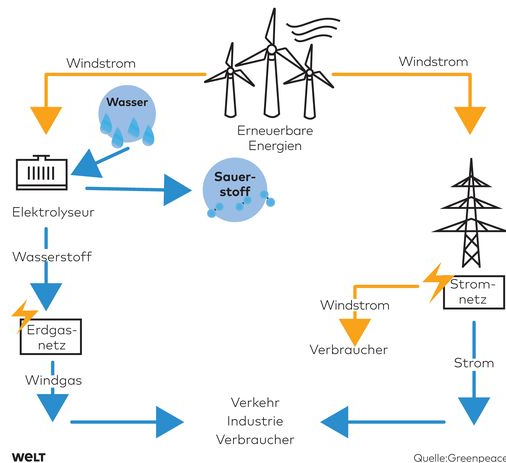 Windstrom
Windstrom
Wasser
Erneuerbare
Energien
Sauer-
stoff
Elektrolyseur
Wasserstoff
Strom-
netz
Windstrom
Erdgas-
netz
Verbraucher
Strom
Windgas
Verkehr
Industrie
Verbraucher
WELT
Quelle:Greenpeace